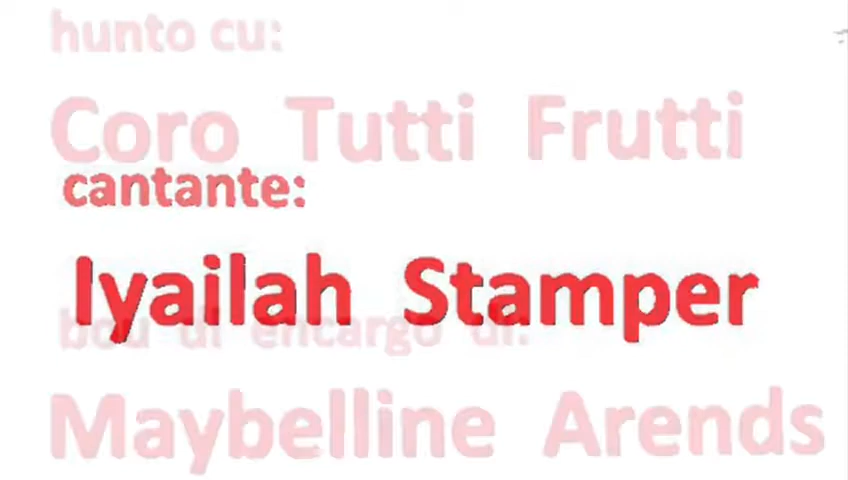 hunto cu:
Coro Tutti Frutti
cantante:
Iyailah Stamper
bou di encargo di:
Maybelline Arends